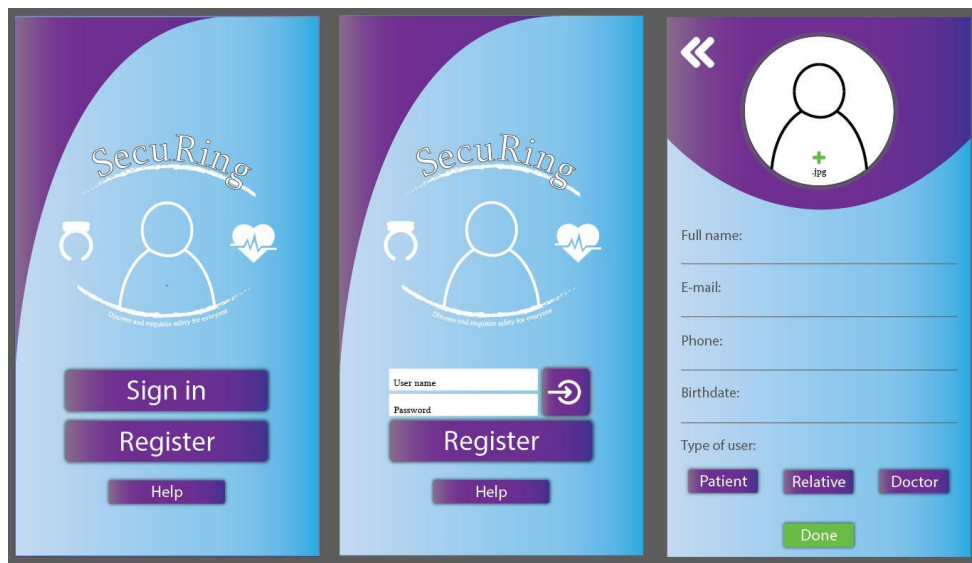 SecuRing
Discrete and exquisite safety for everyone
Sign in
Register
Help
SecuRing
Discrete and exquisite safety for everyone
User name
Password
Register
Help
.jpg
Full name:
E-mail:
Phone:
Birthdate:
Type of user:
Patient Relative Doctor
Done